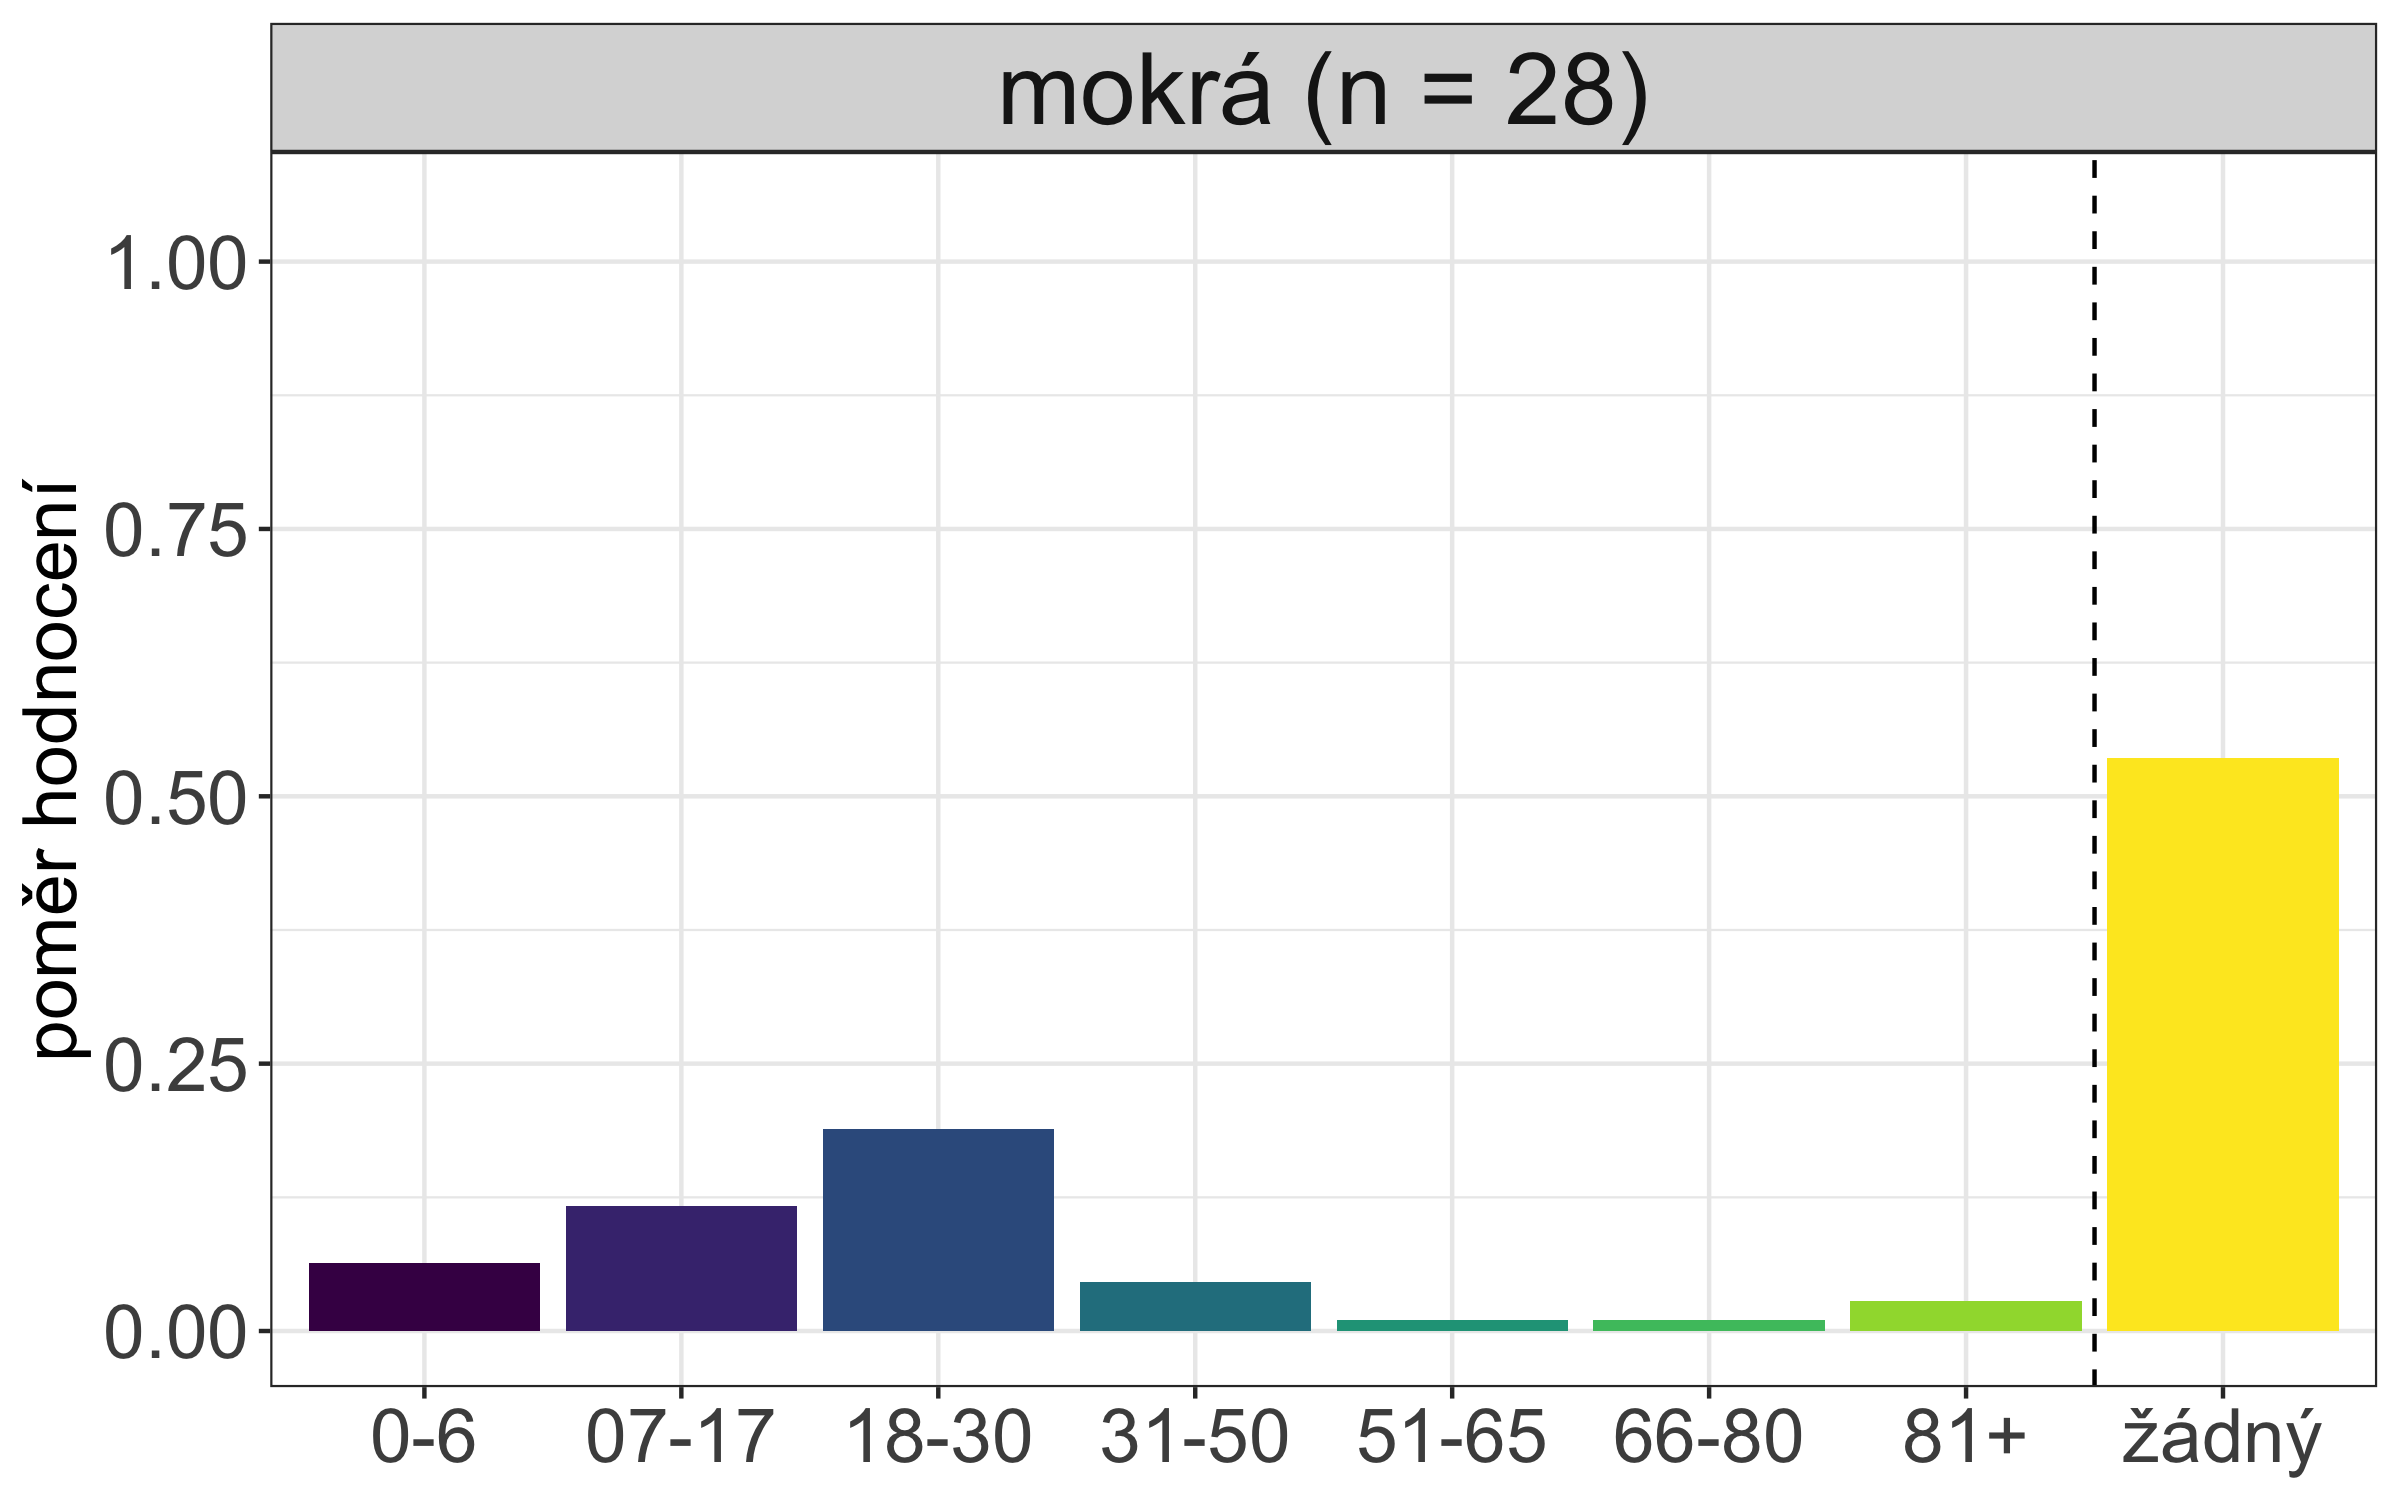 mokrá (n = 28)
poměr hodnocení
1.00
0.75
0.50
0.25
0.00
0-6 07-17 18-30 31-50 51-65 66-80 81+ žádný